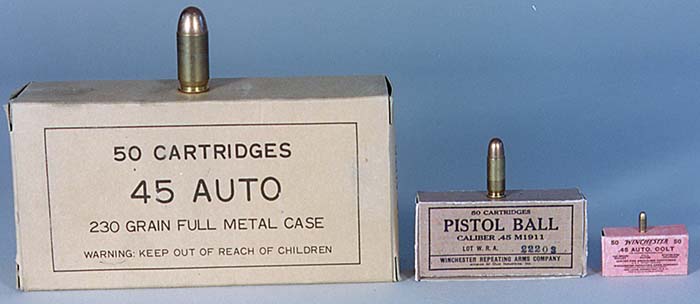 50 CARTRIDGES
45 AUTO
230 GRAIN FULL METAL CASE
WARNING: KEEP OUT OF REACH OF CHILDREN
50 CARTRIDGES
PISTOL BALL
CALIBER .45 M1911
LOT W. R. A. 22203
WINCHESTER REPEATING ARMS COMPANY
50 WINCHESTER 50
.45 AUTO. COLT